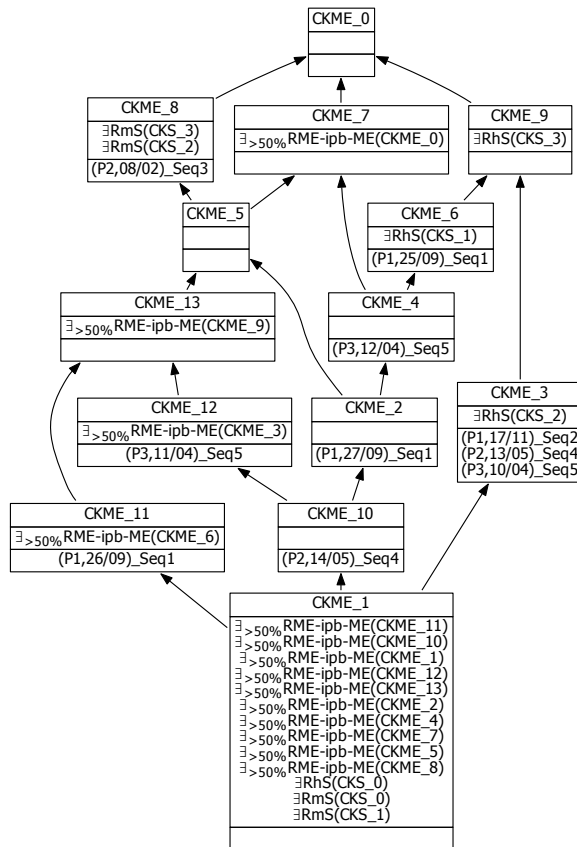 CKME_0
CKME_8
∃RmS(CKS_3)
∃RmS(CKS_2)
(P2,08/02)_Seq3
CKME_7
∃>50%RME-ipb-ME(CKME_0)
CKME_9
∃RhS(CKS_3)
CKME_5
CKME_6
∃RhS(CKS_1)
(P1,25/09)_Seq1
CKME_13
∃>50%RME-ipb-ME(CKME_9)
CKME_4
(P3,12/04)_Seq5
CKME_12
∃>50%RME-ipb-ME(CKME_3)
(P3,11/04)_Seq5
CKME_2
(P1,27/09)_Seq1
CKME_3
∃RhS(CKS_2)
(P1,17/11)_Seq2
(P2,13/05)_Seq4
(P3,10/04)_Seq5
CKME_11
∃>50%RME-ipb-ME(CKME_6)
(P1,26/09)_Seq1
CKME_10
(P2,14/05)_Seq4
CKME_1
∃>50%RME-ipb-ME(CKME_11)
∃>50%RME-ipb-ME(CKME_10)
∃>50%RME-ipb-ME(CKME_1)
∃>50%RME-ipb-ME(CKME_12)
∃>50%RME-ipb-ME(CKME_13)
∃>50%RME-ipb-ME(CKME_2)
∃>50%RME-ipb-ME(CKME_4)
∃>50%RME-ipb-ME(CKME_7)
∃>50%RME-ipb-ME(CKME_5)
∃>50%RME-ipb-ME(CKME_8)
∃RhS(CKS_0)
∃RmS(CKS_0)
∃RmS(CKS_1)